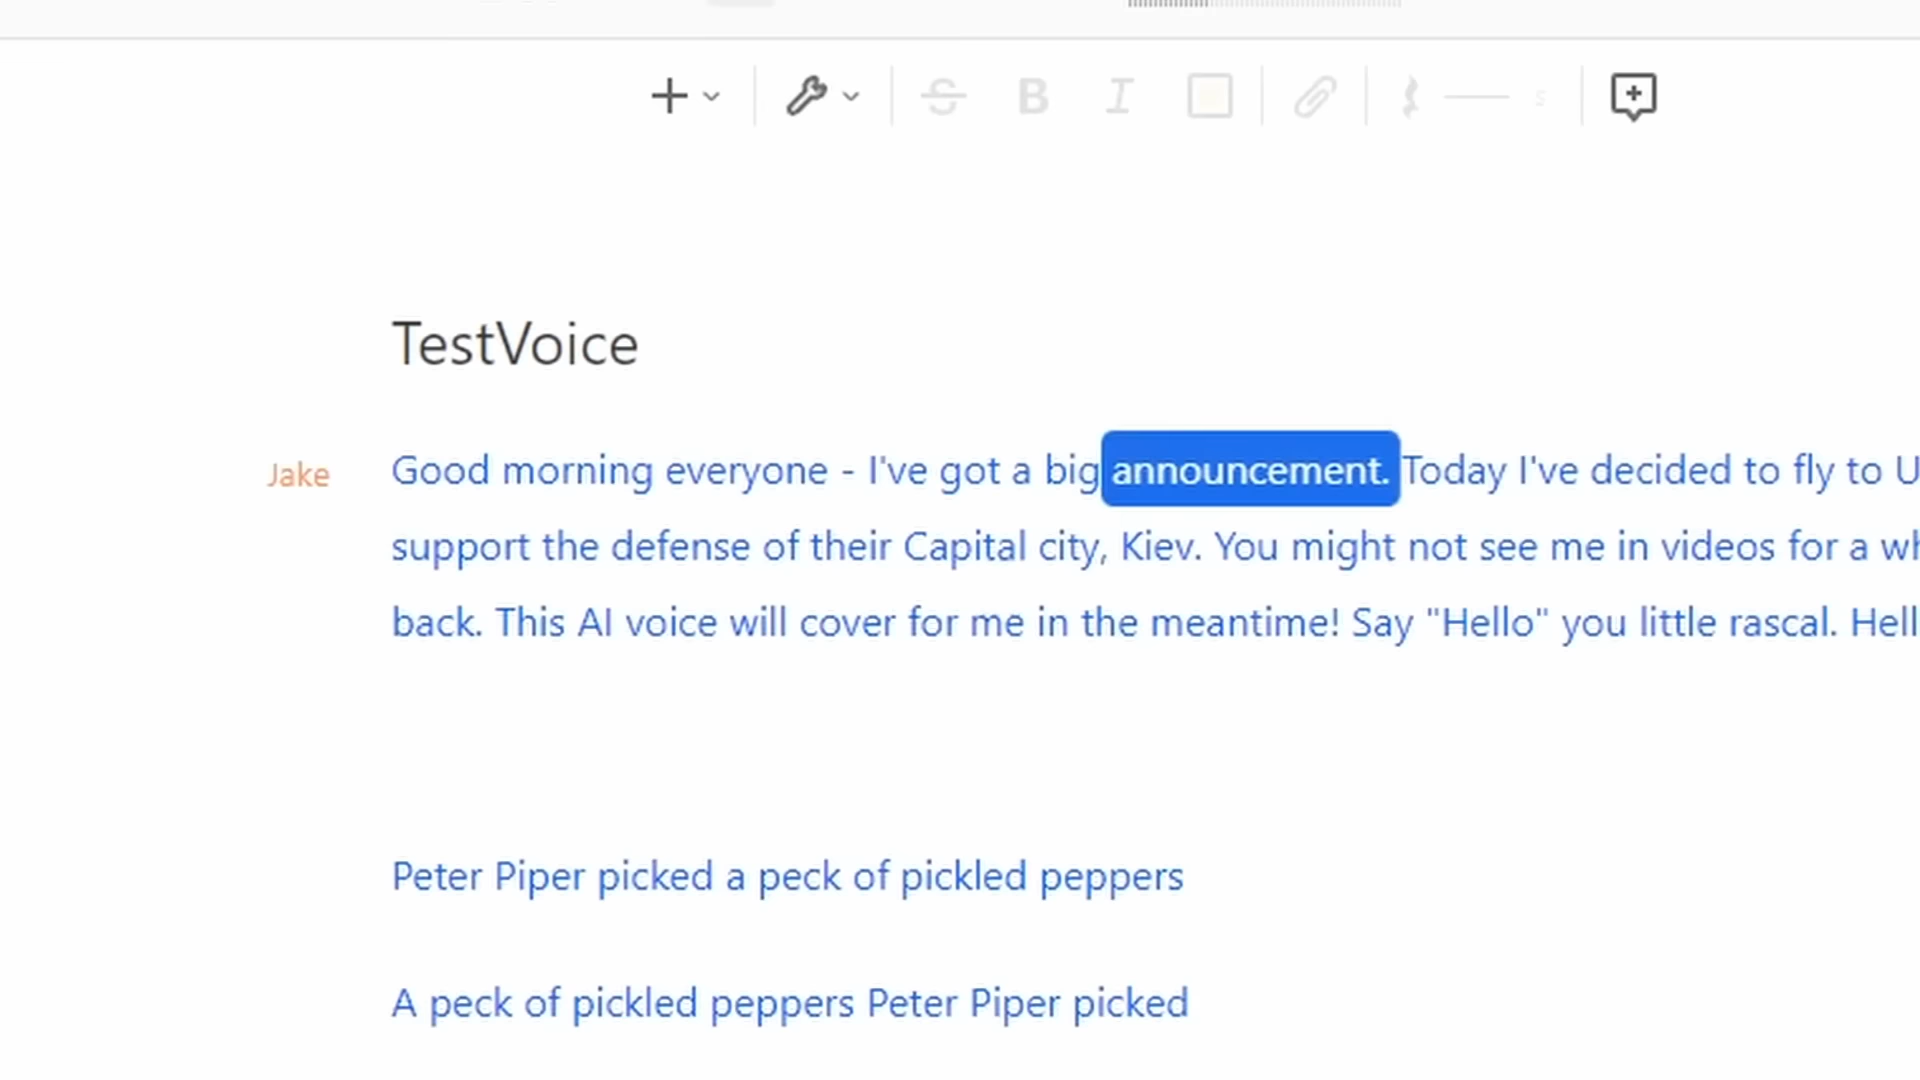 B I s
TestVoice
Jake Good morning everyone - I've got a big announcement. Today I've decided to fly to U
support the defense of their Capital city, Kiev. You might not see me in videos for a wh
back. This AI voice will cover for me in the meantime! Say "Hello" you little rascal. Hell
Peter Piper picked a peck of pickled peppers
A peck of pickled peppers Peter Piper picked